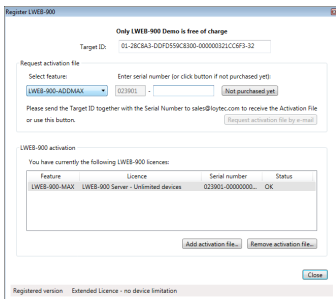 Register LWEB-900
Only LWEB-900 Demo is free of charge
Target ID: 01-28C8A3-DDFD559C8300-000000321CC6F3-32
Request activation file
Select feature: Enter serial number (or click button if not purchased yet):
LWEB-900-ADDMAX 023901 - Not purchased yet
Please send the Target ID together with the Serial Number to sales@loytec.com to receive the Activation File
or use this button. Request activation file by e-mail
LWEB-900 activation
You have currently the following LWEB-900 licences:
Feature Licence Serial number Status
LWEB-900-MAX LWEB-900 Server - Unlimited devices 023901-00000000... OK
Add activation file... Remove activation file...
Close
Registered version Extended Licence - no device limitation